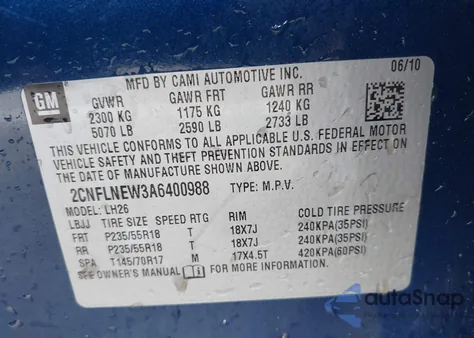 MFD BY CAMI AUTOMOTIVE INC. 06/10
GM
GVWR GAWR FRT GAWR RR
2300 KG 1175 KG 1240 KG
5070 LB 2590 LB 2733 LB
THIS VEHICLE CONFORMS TO ALL APPLICABLE U.S. FEDERAL MOTOR
VEHICLE SAFETY AND THEFT PREVENTION STANDARDS IN EFFECT ON
THE DATE OF MANUFACTURE SHOWN ABOVE.
2CNFLNEW3A6400988 TYPE: M.P.V.
MODEL: LH26
LBJJ TIRE SIZE SPEED RTG RIM COLD TIRE PRESSURE
FRT P235/55R18 T 18X7J 240KPA(35PSI)
RR P235/55R18 T 18X7J 240KPA(35PSI)
SPA T145/70R17 M 17X4.5T 420KPA(60PSI)
SEE OWNER'S MANUAL FOR MORE INFORMATION.
autoSnap